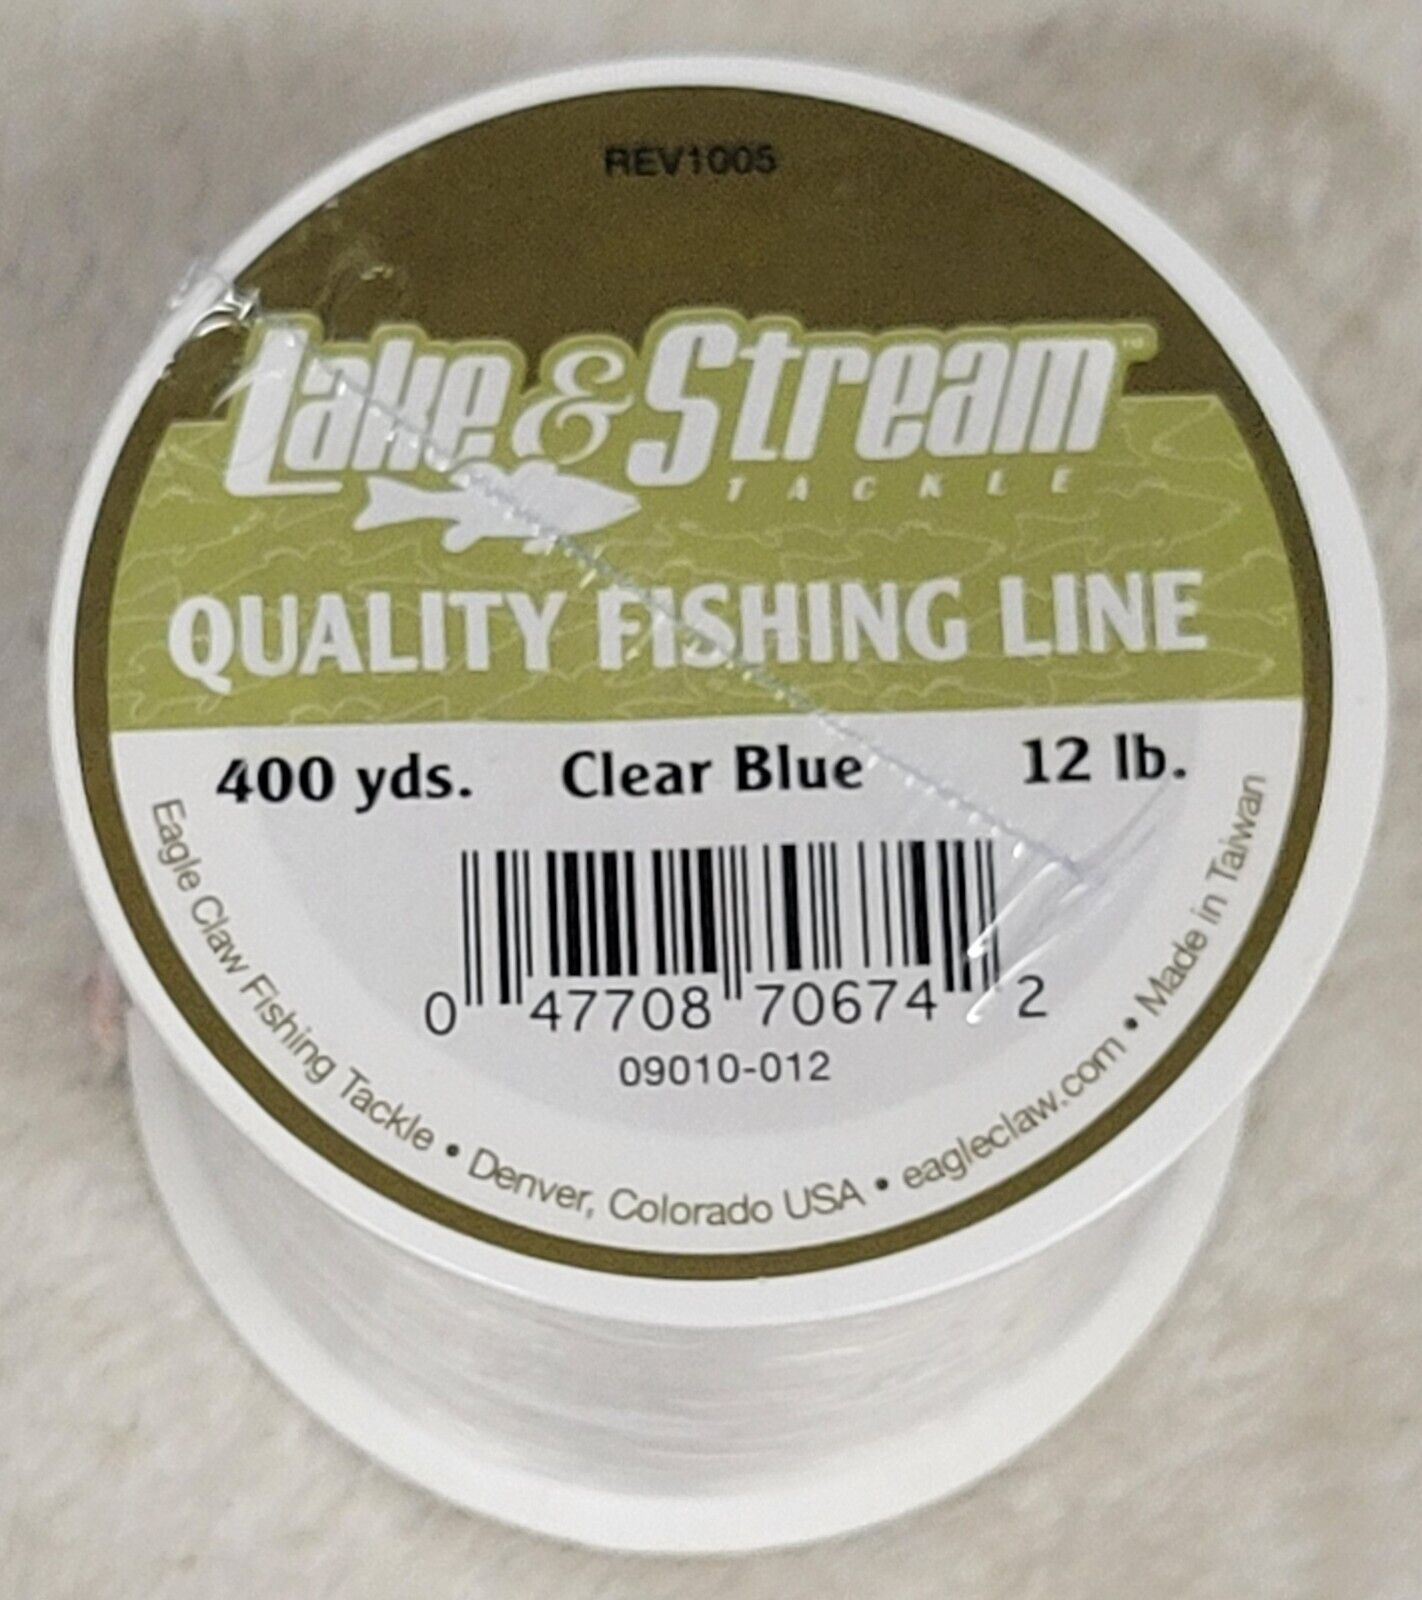 REV1005
Lake & Stream™
TACKLE
QUALITY FISHING LINE
400 yds. Clear Blue 12 lb.
0 47708 70674 2
09010-012
Eagle Claw Fishing Tackle • Denver, Colorado USA • eagleclaw.com • Made in Taiwan